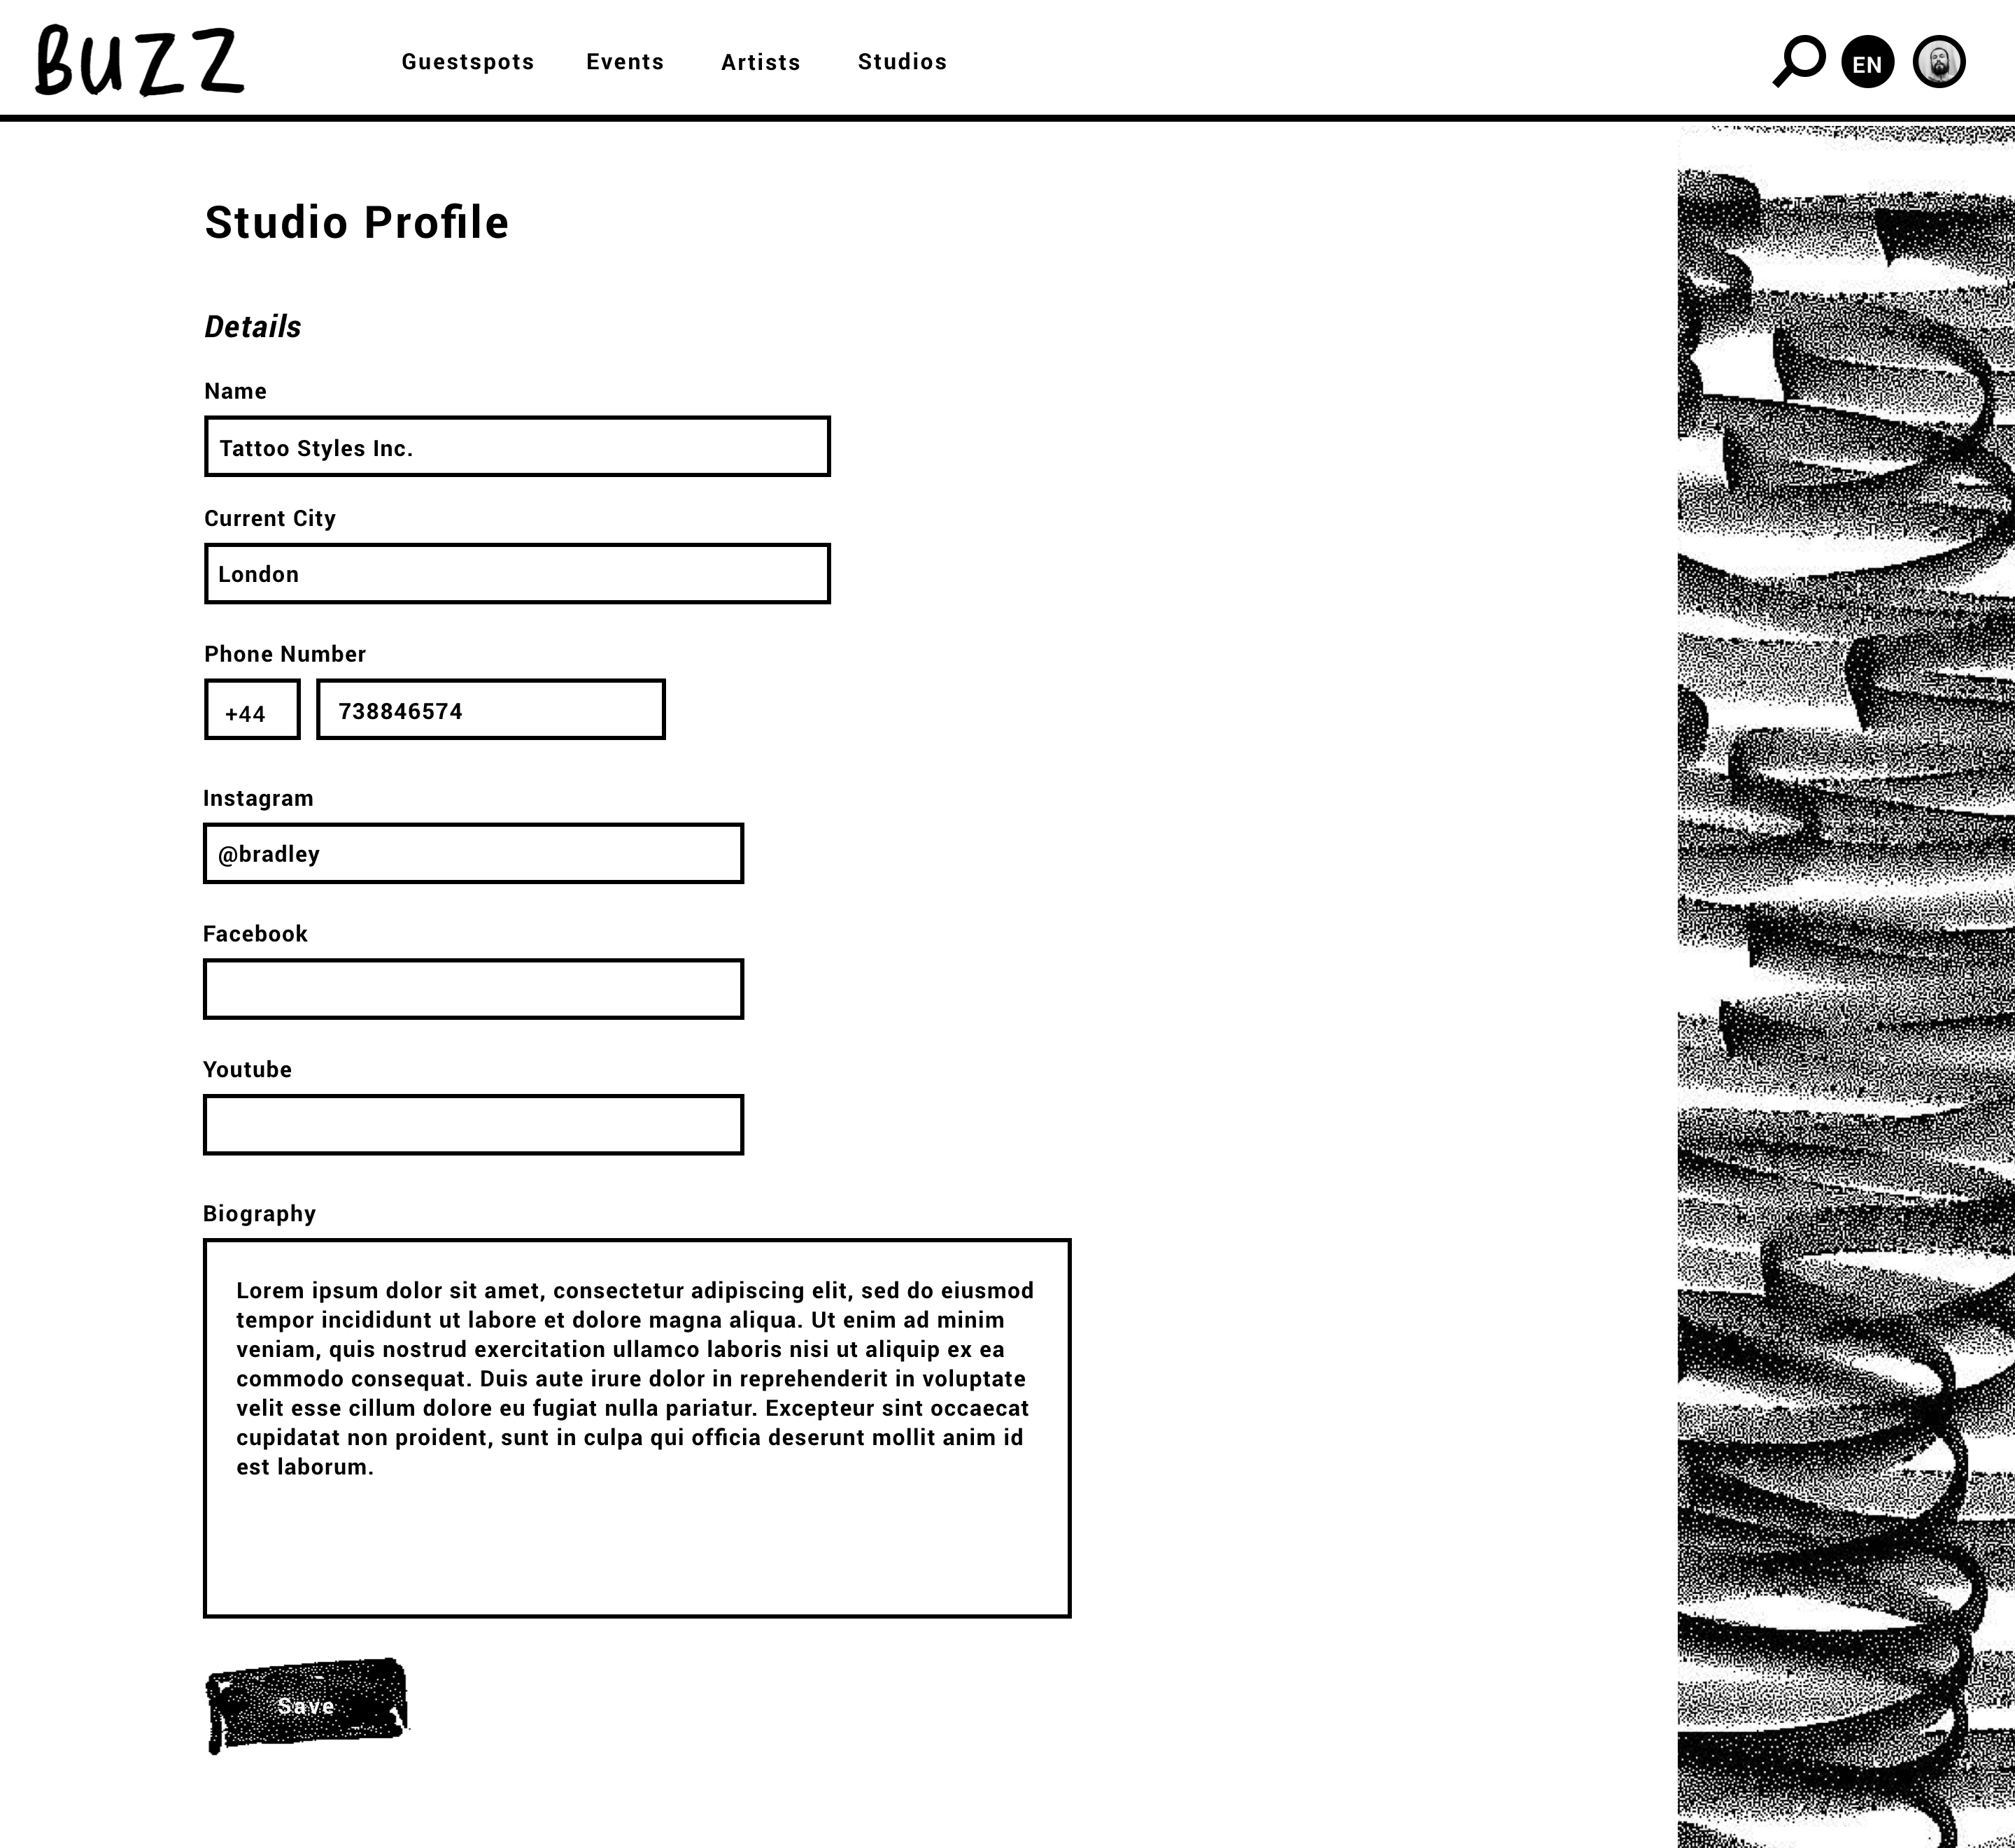 BUZZ
Guestspots Events Artists Studios
EN
Studio Profile
Details
Name
Tattoo Styles Inc.
Current City
London
Phone Number
+44 738846574
Instagram
@bradley
Facebook
Youtube
Biography
Lorem ipsum dolor sit amet, consectetur adipiscing elit, sed do eiusmod
tempor incididunt ut labore et dolore magna aliqua. Ut enim ad minim
veniam, quis nostrud exercitation ullamco laboris nisi ut aliquip ex ea
commodo consequat. Duis aute irure dolor in reprehenderit in voluptate
velit esse cillum dolore eu fugiat nulla pariatur. Excepteur sint occaecat
cupidatat non proident, sunt in culpa qui officia deserunt mollit anim id
est laborum.
Save